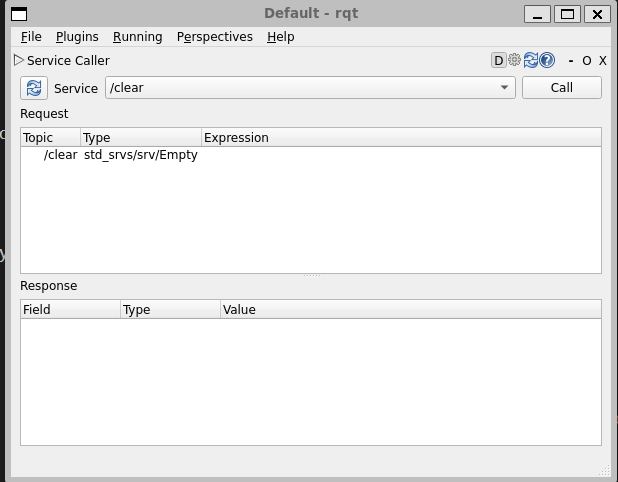 Default - rqt
File Plugins Running Perspectives Help
Service Caller D ? - O X
Service /clear Call
Request
Topic Type Expression
/clear std_srvs/srv/Empty
Response
Field Type Value